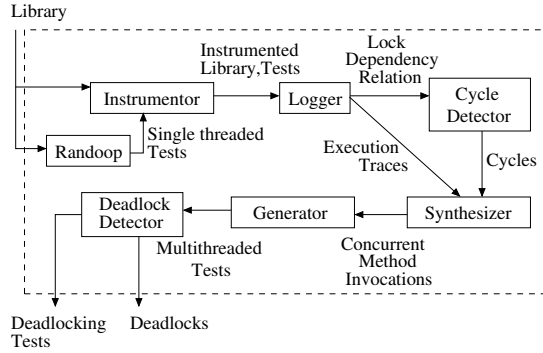 Library
Instrumented
Library,Tests
Lock
Dependency
Relation
Instrumentor
Logger
Cycle
Detector
Randoop
Single threaded
Tests
Execution
Traces
Cycles
Deadlock
Detector
Generator
Synthesizer
Multithreaded
Tests
Concurrent
Method
Invocations
Deadlocking
Tests
Deadlocks